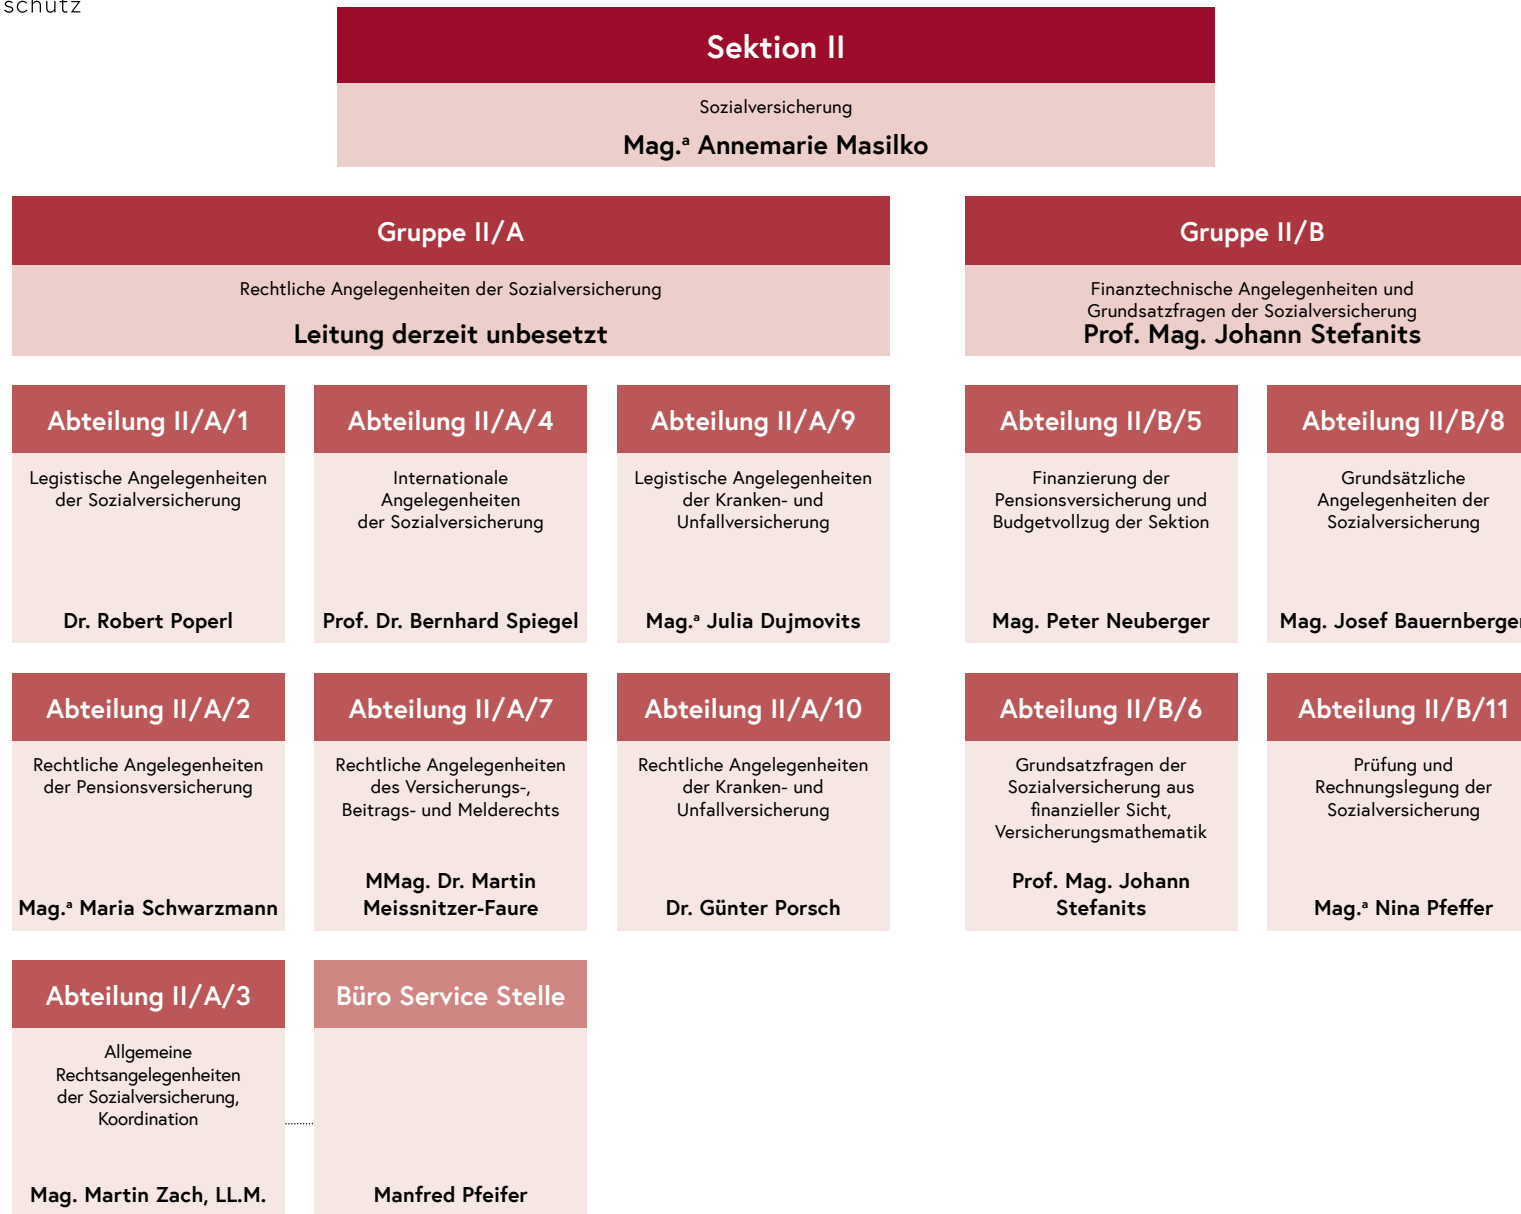 schutz
Sektion II
Sozialversicherung
Mag.ª Annemarie Masilko
Gruppe II/A
Rechtliche Angelegenheiten der Sozialversicherung
Leitung derzeit unbesetzt
Gruppe II/B
Finanztechnische Angelegenheiten und
Grundsatzfragen der Sozialversicherung
Prof. Mag. Johann Stefanits
Abteilung II/A/1
Legistische Angelegenheiten
der Sozialversicherung
Dr. Robert Poperl
Abteilung II/A/4
Internationale
Angelegenheiten
der Sozialversicherung
Prof. Dr. Bernhard Spiegel
Abteilung II/A/9
Legistische Angelegenheiten
der Kranken- und
Unfallversicherung
Mag.ª Julia Dujmovits
Abteilung II/B/5
Finanzierung der
Pensionsversicherung und
Budgetvollzug der Sektion
Mag. Peter Neuberger
Abteilung II/B/8
Grundsätzliche
Angelegenheiten der
Sozialversicherung
Mag. Josef Bauernberger
Abteilung II/A/2
Rechtliche Angelegenheiten
der Pensionsversicherung
Mag.ª Maria Schwarzmann
Abteilung II/A/7
Rechtliche Angelegenheiten
des Versicherungs-,
Beitrags- und Melderechts
MMag. Dr. Martin
Meissnitzer-Faure
Abteilung II/A/10
Rechtliche Angelegenheiten
der Kranken- und
Unfallversicherung
Dr. Günter Porsch
Abteilung II/B/6
Grundsatzfragen der
Sozialversicherung aus
finanzieller Sicht,
Versicherungsmathematik
Prof. Mag. Johann
Stefanits
Abteilung II/B/11
Prüfung und
Rechnungslegung der
Sozialversicherung
Mag.ª Nina Pfeffer
Abteilung II/A/3
Allgemeine
Rechtsangelegenheiten
der Sozialversicherung,
Koordination
Mag. Martin Zach, LL.M.
Büro Service Stelle
Manfred Pfeifer